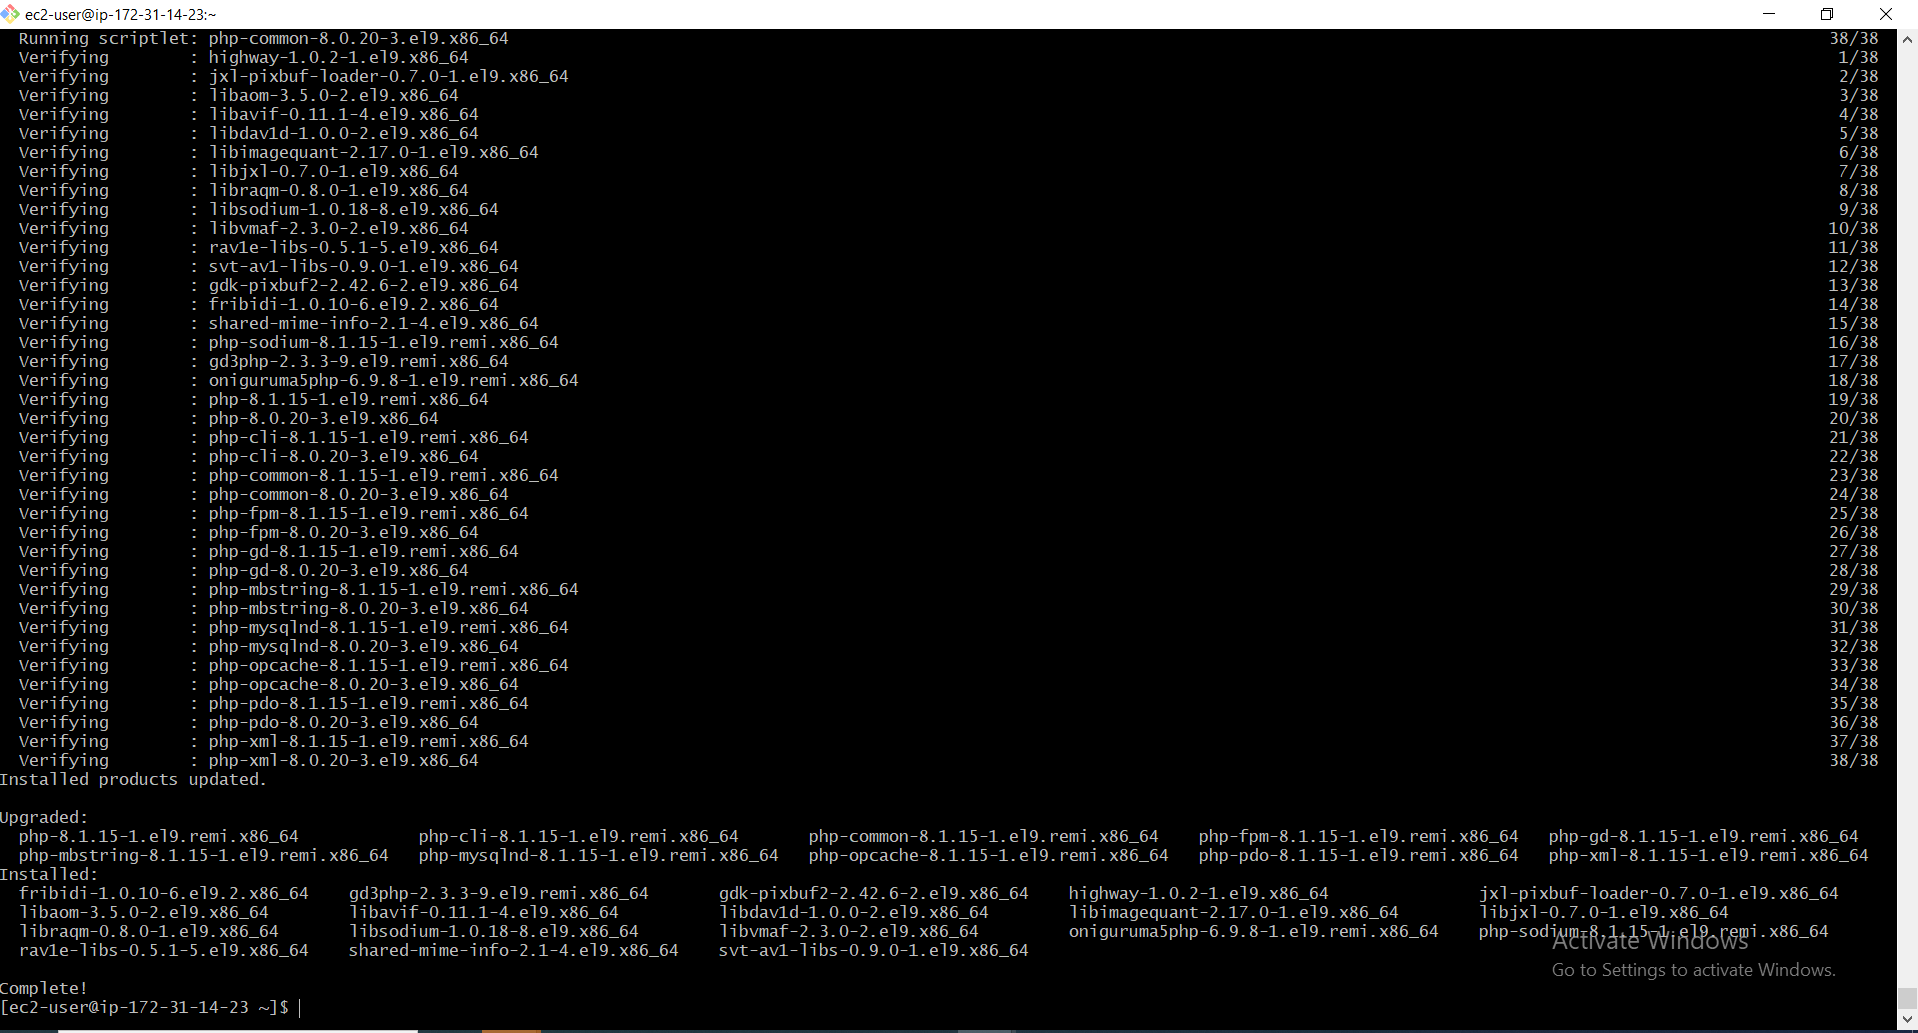 ec2-user@ip-172-31-14-23:~
Running scriptlet: php-common-8.0.20-3.el9.x86_64 38/38
Verifying : highway-1.0.2-1.el9.x86_64 1/38
Verifying : jxl-pixbuf-loader-0.7.0-1.el9.x86_64 2/38
Verifying : libaom-3.5.0-2.el9.x86_64 3/38
Verifying : libavif-0.11.1-4.el9.x86_64 4/38
Verifying : libdav1d-1.0.0-2.el9.x86_64 5/38
Verifying : libimagequant-2.17.0-1.el9.x86_64 6/38
Verifying : libjxl-0.7.0-1.el9.x86_64 7/38
Verifying : libraqm-0.8.0-1.el9.x86_64 8/38
Verifying : libsodium-1.0.18-8.el9.x86_64 9/38
Verifying : libvmaf-2.3.0-2.el9.x86_64 10/38
Verifying : rav1e-libs-0.5.1-5.el9.x86_64 11/38
Verifying : svt-av1-libs-0.9.0-1.el9.x86_64 12/38
Verifying : gdk-pixbuf2-2.42.6-2.el9.x86_64 13/38
Verifying : fribidi-1.0.10-6.el9.2.x86_64 14/38
Verifying : shared-mime-info-2.1-4.el9.x86_64 15/38
Verifying : php-sodium-8.1.15-1.el9.remi.x86_64 16/38
Verifying : gd3php-2.3.3-9.el9.remi.x86_64 17/38
Verifying : oniguruma5php-6.9.8-1.el9.remi.x86_64 18/38
Verifying : php-8.1.15-1.el9.remi.x86_64 19/38
Verifying : php-8.0.20-3.el9.x86_64 20/38
Verifying : php-cli-8.1.15-1.el9.remi.x86_64 21/38
Verifying : php-cli-8.0.20-3.el9.x86_64 22/38
Verifying : php-common-8.1.15-1.el9.remi.x86_64 23/38
Verifying : php-common-8.0.20-3.el9.x86_64 24/38
Verifying : php-fpm-8.1.15-1.el9.remi.x86_64 25/38
Verifying : php-fpm-8.0.20-3.el9.x86_64 26/38
Verifying : php-gd-8.1.15-1.el9.remi.x86_64 27/38
Verifying : php-gd-8.0.20-3.el9.x86_64 28/38
Verifying : php-mbstring-8.1.15-1.el9.remi.x86_64 29/38
Verifying : php-mbstring-8.0.20-3.el9.x86_64 30/38
Verifying : php-mysqlnd-8.1.15-1.el9.remi.x86_64 31/38
Verifying : php-mysqlnd-8.0.20-3.el9.x86_64 32/38
Verifying : php-opcache-8.1.15-1.el9.remi.x86_64 33/38
Verifying : php-opcache-8.0.20-3.el9.x86_64 34/38
Verifying : php-pdo-8.1.15-1.el9.remi.x86_64 35/38
Verifying : php-pdo-8.0.20-3.el9.x86_64 36/38
Verifying : php-xml-8.1.15-1.el9.remi.x86_64 37/38
Verifying : php-xml-8.0.20-3.el9.x86_64 38/38
Installed products updated.
Upgraded:
php-8.1.15-1.el9.remi.x86_64 php-cli-8.1.15-1.el9.remi.x86_64 php-common-8.1.15-1.el9.remi.x86_64 php-fpm-8.1.15-1.el9.remi.x86_64 php-gd-8.1.15-1.el9.remi.x86_64
php-mbstring-8.1.15-1.el9.remi.x86_64 php-mysqlnd-8.1.15-1.el9.remi.x86_64 php-opcache-8.1.15-1.el9.remi.x86_64 php-pdo-8.1.15-1.el9.remi.x86_64 php-xml-8.1.15-1.el9.remi.x86_64
Installed:
fribidi-1.0.10-6.el9.2.x86_64 gd3php-2.3.3-9.el9.remi.x86_64 gdk-pixbuf2-2.42.6-2.el9.x86_64 highway-1.0.2-1.el9.x86_64 jxl-pixbuf-loader-0.7.0-1.el9.x86_64
libaom-3.5.0-2.el9.x86_64 libavif-0.11.1-4.el9.x86_64 libdav1d-1.0.0-2.el9.x86_64 libimagequant-2.17.0-1.el9.x86_64 libjxl-0.7.0-1.el9.x86_64
libraqm-0.8.0-1.el9.x86_64 libsodium-1.0.18-8.el9.x86_64 libvmaf-2.3.0-2.el9.x86_64 oniguruma5php-6.9.8-1.el9.remi.x86_64 php-sodium-8.1.15-1.el9.remi.x86_64
rav1e-libs-0.5.1-5.el9.x86_64 shared-mime-info-2.1-4.el9.x86_64 svt-av1-libs-0.9.0-1.el9.x86_64
Activate Windows
Go to Settings to activate Windows.
Complete!
[ec2-user@ip-172-31-14-23 ~]$